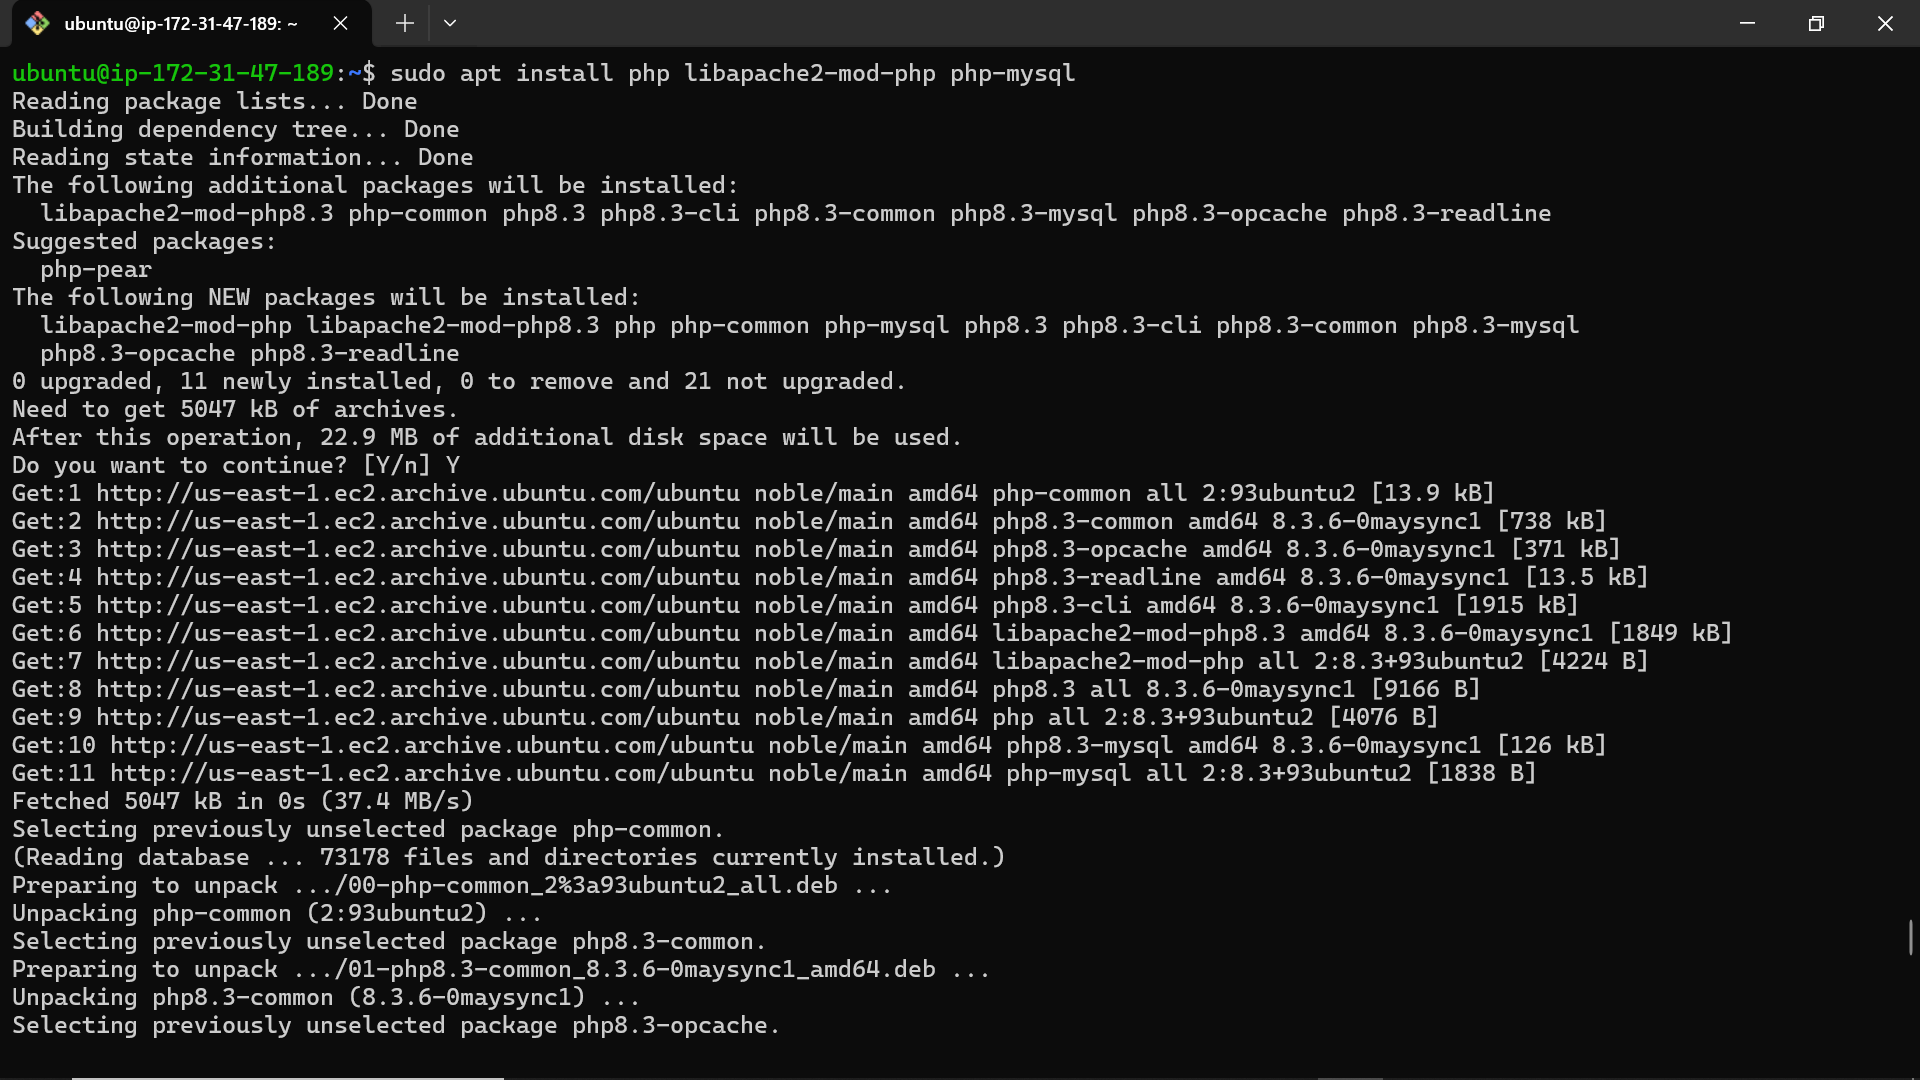 ubuntu@ip-172-31-47-189: ~
ubuntu@ip-172-31-47-189:~$ sudo apt install php libapache2-mod-php php-mysql
Reading package lists... Done
Building dependency tree... Done
Reading state information... Done
The following additional packages will be installed:
  libapache2-mod-php8.3 php-common php8.3 php8.3-cli php8.3-common php8.3-mysql php8.3-opcache php8.3-readline
Suggested packages:
  php-pear
The following NEW packages will be installed:
  libapache2-mod-php libapache2-mod-php8.3 php php-common php-mysql php8.3 php8.3-cli php8.3-common php8.3-mysql
  php8.3-opcache php8.3-readline
0 upgraded, 11 newly installed, 0 to remove and 21 not upgraded.
Need to get 5047 kB of archives.
After this operation, 22.9 MB of additional disk space will be used.
Do you want to continue? [Y/n] Y
Get:1 http://us-east-1.ec2.archive.ubuntu.com/ubuntu noble/main amd64 php-common all 2:93ubuntu2 [13.9 kB]
Get:2 http://us-east-1.ec2.archive.ubuntu.com/ubuntu noble/main amd64 php8.3-common amd64 8.3.6-0maysync1 [738 kB]
Get:3 http://us-east-1.ec2.archive.ubuntu.com/ubuntu noble/main amd64 php8.3-opcache amd64 8.3.6-0maysync1 [371 kB]
Get:4 http://us-east-1.ec2.archive.ubuntu.com/ubuntu noble/main amd64 php8.3-readline amd64 8.3.6-0maysync1 [13.5 kB]
Get:5 http://us-east-1.ec2.archive.ubuntu.com/ubuntu noble/main amd64 php8.3-cli amd64 8.3.6-0maysync1 [1915 kB]
Get:6 http://us-east-1.ec2.archive.ubuntu.com/ubuntu noble/main amd64 libapache2-mod-php8.3 amd64 8.3.6-0maysync1 [1849 kB]
Get:7 http://us-east-1.ec2.archive.ubuntu.com/ubuntu noble/main amd64 libapache2-mod-php all 2:8.3+93ubuntu2 [4224 B]
Get:8 http://us-east-1.ec2.archive.ubuntu.com/ubuntu noble/main amd64 php8.3 all 8.3.6-0maysync1 [9166 B]
Get:9 http://us-east-1.ec2.archive.ubuntu.com/ubuntu noble/main amd64 php all 2:8.3+93ubuntu2 [4076 B]
Get:10 http://us-east-1.ec2.archive.ubuntu.com/ubuntu noble/main amd64 php8.3-mysql amd64 8.3.6-0maysync1 [126 kB]
Get:11 http://us-east-1.ec2.archive.ubuntu.com/ubuntu noble/main amd64 php-mysql all 2:8.3+93ubuntu2 [1838 B]
Fetched 5047 kB in 0s (37.4 MB/s)
Selecting previously unselected package php-common.
(Reading database ... 73178 files and directories currently installed.)
Preparing to unpack .../00-php-common_2%3a93ubuntu2_all.deb ...
Unpacking php-common (2:93ubuntu2) ...
Selecting previously unselected package php8.3-common.
Preparing to unpack .../01-php8.3-common_8.3.6-0maysync1_amd64.deb ...
Unpacking php8.3-common (8.3.6-0maysync1) ...
Selecting previously unselected package php8.3-opcache.